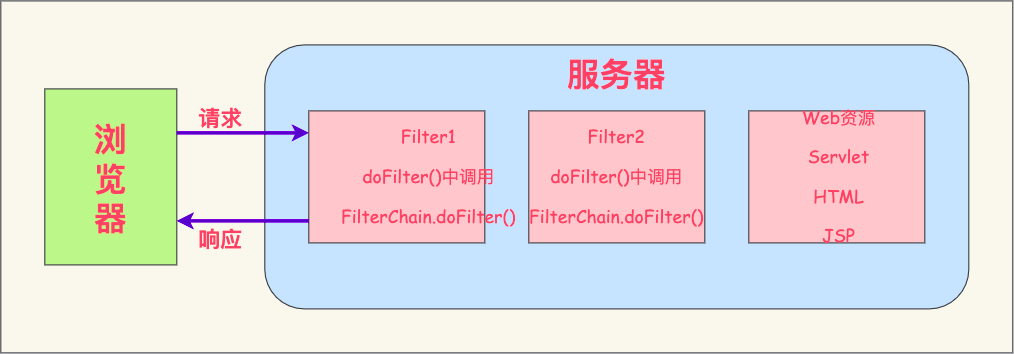 服务器
浏
览
器
请求
响应
Filter1
doFilter()中调用
FilterChain.doFilter()
Filter2
doFilter()中调用
FilterChain.doFilter()
Web资源
Servlet
HTML
JSP